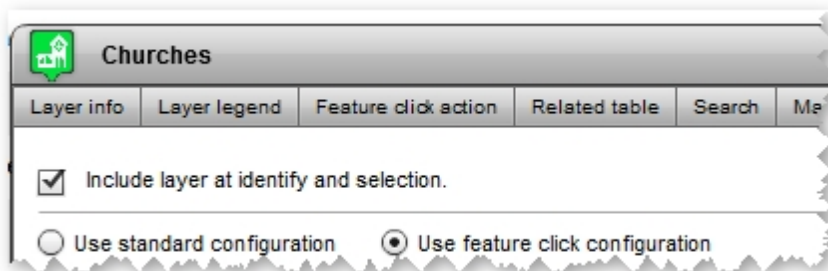 Churches
Layer info Layer legend Feature click action Related table Search
Include layer at identify and selection.
Use standard configuration Use feature click configuration